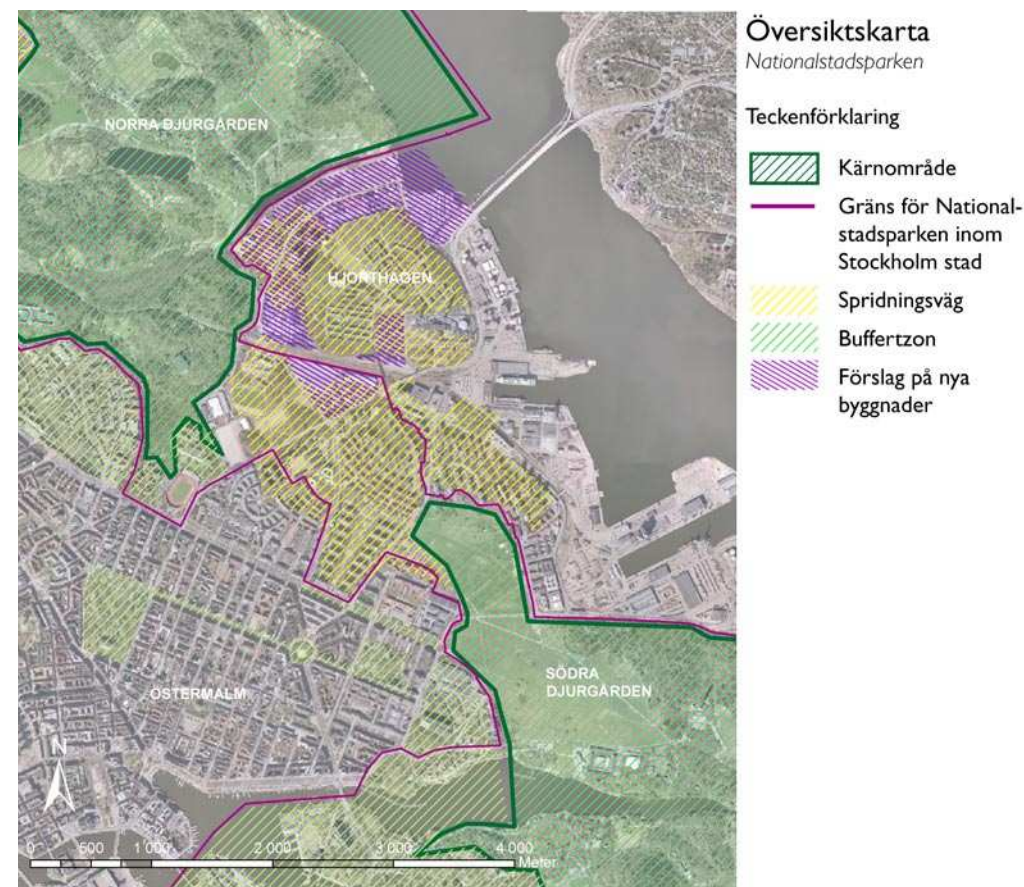 Översiktskarta
Nationalstadsparken
Teckenförklaring
Kärnområde
Gräns för National-
stadsparken inom
Stockholm stad
Spridningsväg
Buffertzon
Förslag på nya
byggnader
NORRA DJURGÅRDEN
HJORTHAGEN
SÖDRA
DJURGÅRDEN
ÖSTERMALM
N
0 500 1 000 2 000 3 000 4 000
Meter